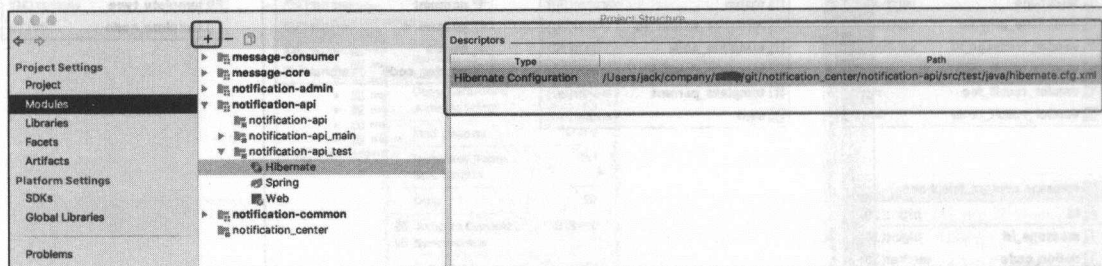 Project Structure
Project Settings
Project
Modules
Libraries
Facets
Artifacts
Platform Settings
SDKs
Global Libraries
Problems
+ −
message-consumer
message-core
notification-admin
notification-api
notification-api
notification-api_main
notification-api_test
Hibernate
Spring
Web
notification-common
notification_center
Descriptors
Type Path
Hibernate Configuration /Users/jack/company/ /git/notification_center/notification-api/src/test/java/hibernate.cfg.xml